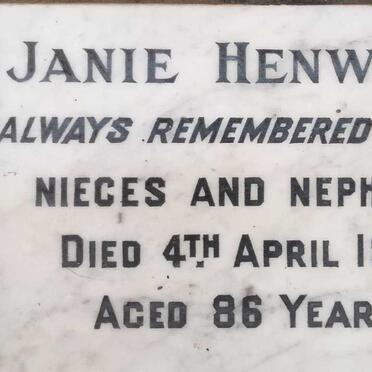 JANIE HENW
ALWAYS REMEMBERED
NIECES AND NEPH
DIED 4TH APRIL 1
AGED 86 YEAR